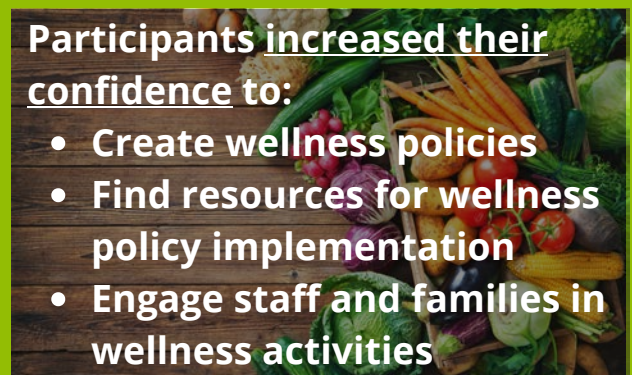 Participants increased their
confidence to:
• Create wellness policies
• Find resources for wellness
policy implementation
• Engage staff and families in
wellness activities